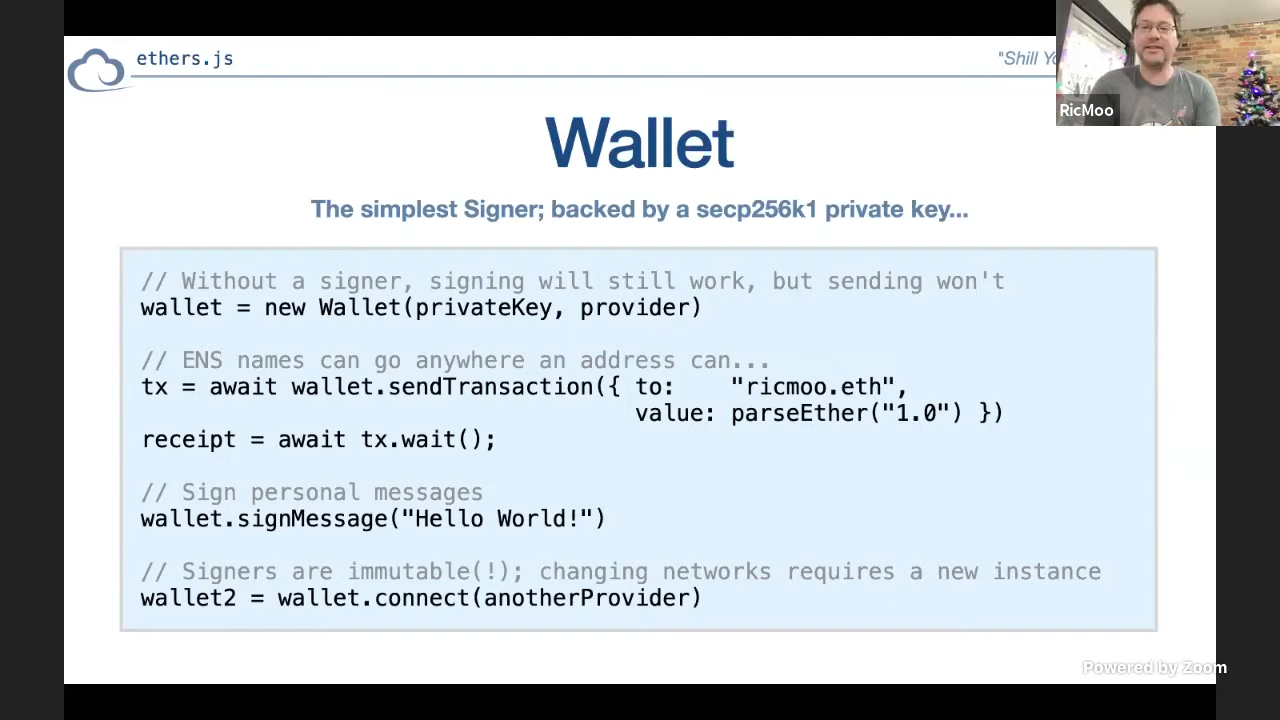 ethers.js
"Shill
RicMoo
Wallet
The simplest Signer; backed by a secp256k1 private key...
// Without a signer, signing will still work, but sending won't
wallet = new Wallet(privateKey, provider)
// ENS names can go anywhere an address can...
tx = await wallet.sendTransaction({ to:    "ricmoo.eth",
value: parseEther("1.0") })
receipt = await tx.wait();
// Sign personal messages
wallet.signMessage("Hello World!")
// Signers are immutable(!); changing networks requires a new instance
wallet2 = wallet.connect(anotherProvider)
Powered by Zoom